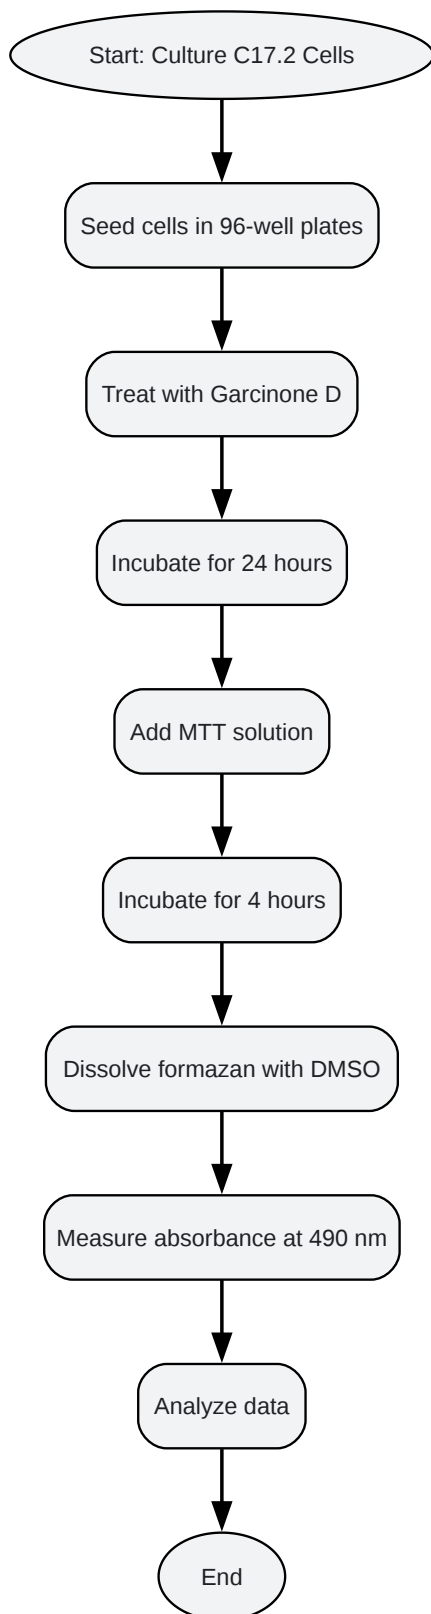 Start: Culture C17.2 Cells
Seed cells in 96-well plates
Treat with Garcinone D
Incubate for 24 hours
Add MTT solution
Incubate for 4 hours
Dissolve formazan with DMSO
Measure absorbance at 490 nm
Analyze data
End